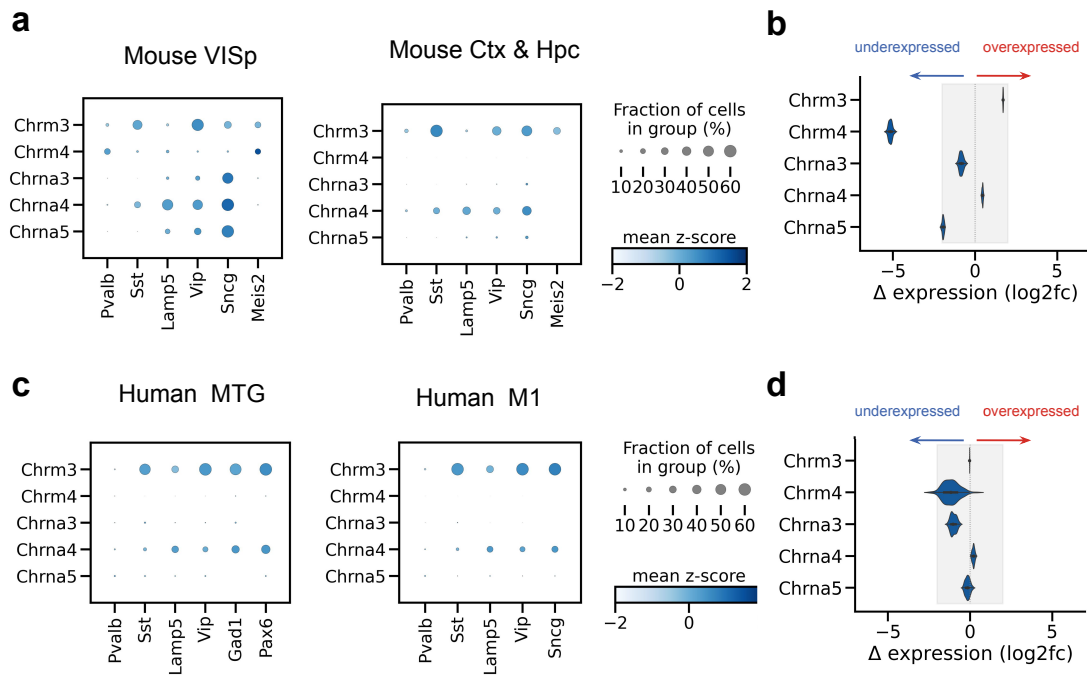 a
Mouse VISp
Mouse Ctx & Hpc
Chrm3
Chrm4
Chrna3
Chrna4
Chrna5
Pvalb
Sst
Lamp5
Vip
Sncg
Meis2
Chrm3
Chrm4
Chrna3
Chrna4
Chrna5
Pvalb
Sst
Lamp5
Vip
Sncg
Meis2
Fraction of cells
in group (%)
10 20 30 40 50 60
mean z-score
−2 0 2
b
underexpressed
overexpressed
Chrm3
Chrm4
Chrna3
Chrna4
Chrna5
−5 0 5
Δ expression (log2fc)
c
Human MTG
Human M1
Chrm3
Chrm4
Chrna3
Chrna4
Chrna5
Pvalb
Sst
Lamp5
Vip
Gad1
Pax6
Chrm3
Chrm4
Chrna3
Chrna4
Chrna5
Pvalb
Sst
Lamp5
Vip
Sncg
Fraction of cells
in group (%)
10 20 30 40 50 60
mean z-score
−2 0
d
underexpressed
overexpressed
Chrm3
Chrm4
Chrna3
Chrna4
Chrna5
−5 0 5
Δ expression (log2fc)